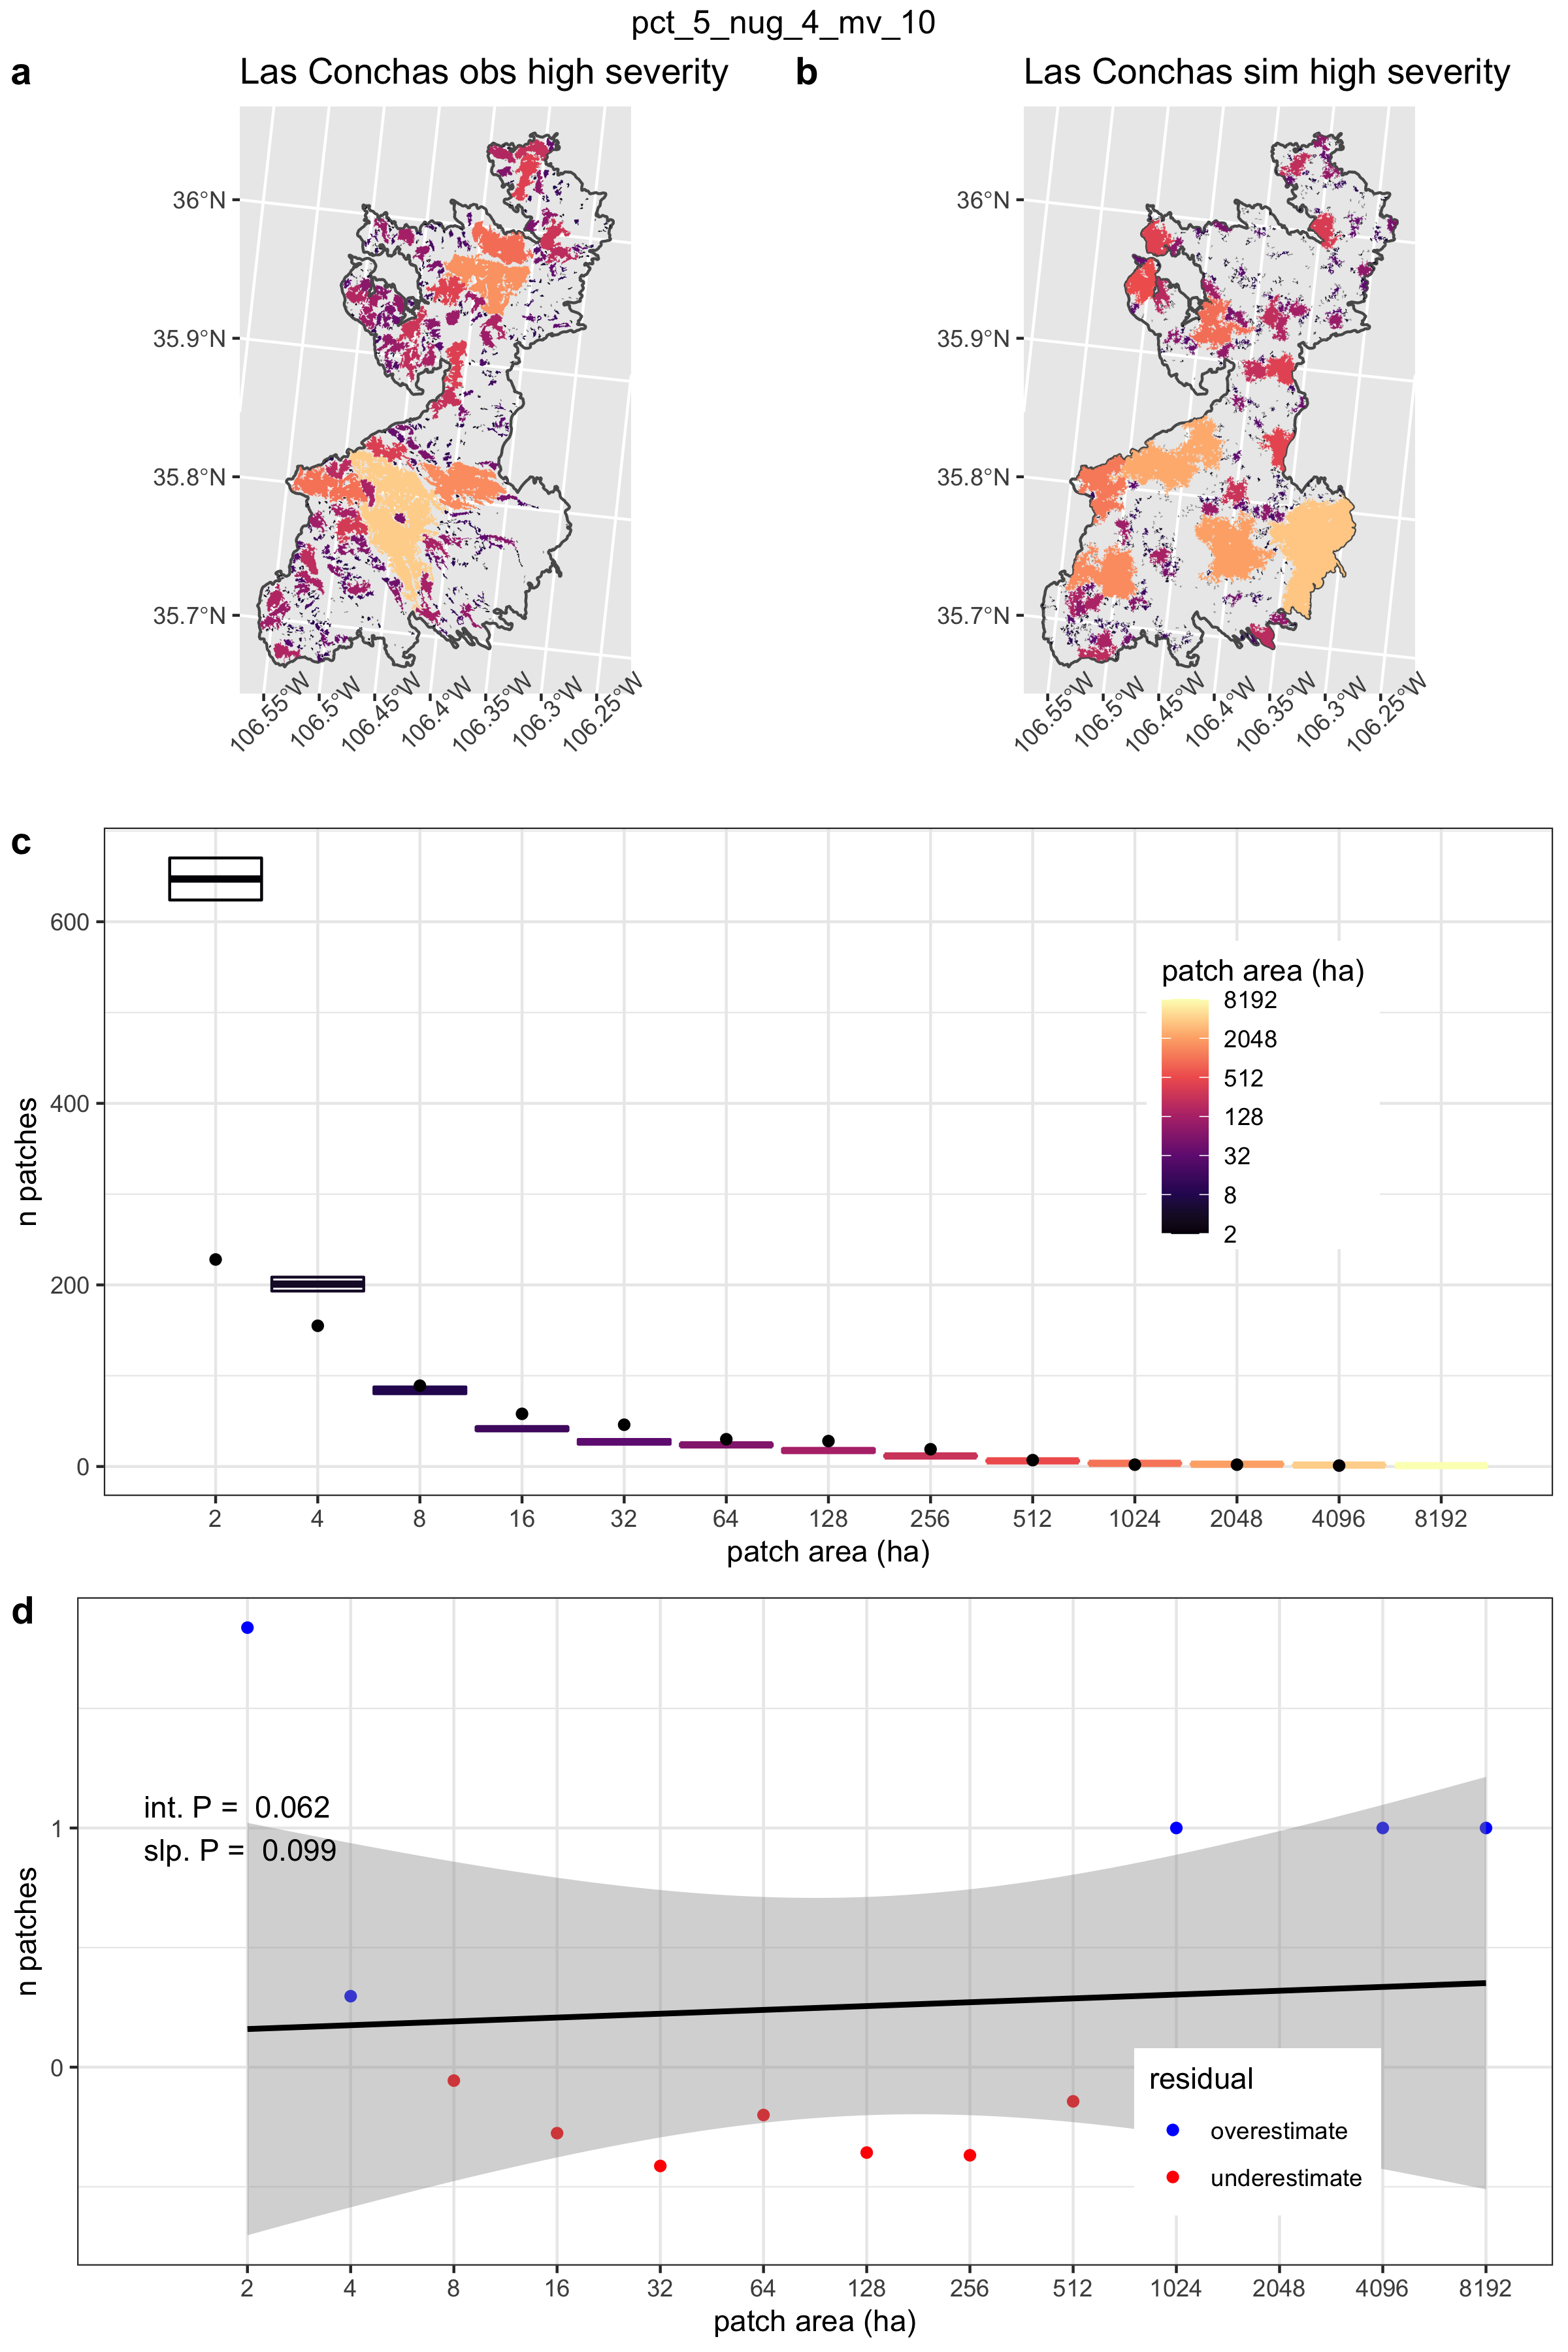 pct_5_nug_4_mv_10
a
Las Conchas obs high severity
36°N
35.9°N
35.8°N
35.7°N
106.55°W
106.5°W
106.45°W
106.4°W
106.35°W
106.3°W
106.25°W
b
Las Conchas sim high severity
36°N
35.9°N
35.8°N
35.7°N
106.55°W
106.5°W
106.45°W
106.4°W
106.35°W
106.3°W
106.25°W
c
n patches
600
400
200
0
patch area (ha)
8192
2048
512
128
32
8
2
2 4 8 16 32 64 128 256 512 1024 2048 4096 8192
patch area (ha)
d
n patches
1
0
int. P = 0.062
slp. P = 0.099
residual
overestimate
underestimate
2 4 8 16 32 64 128 256 512 1024 2048 4096 8192
patch area (ha)